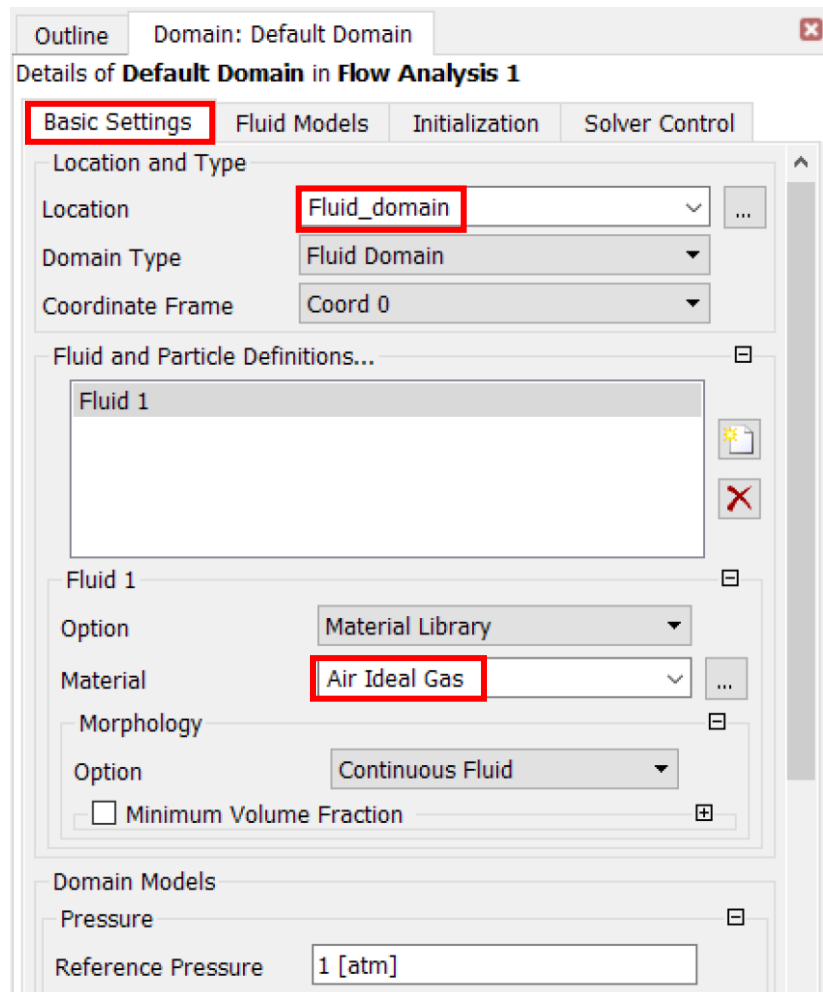 Outline Domain: Default Domain
Details of Default Domain in Flow Analysis 1
Basic Settings Fluid Models Initialization Solver Control
Location and Type
Location Fluid_domain ...
Domain Type Fluid Domain
Coordinate Frame Coord 0
Fluid and Particle Definitions...
Fluid 1
Fluid 1
Option Material Library
Material Air Ideal Gas ...
Morphology
Option Continuous Fluid
Minimum Volume Fraction
Domain Models
Pressure
Reference Pressure 1 [atm]